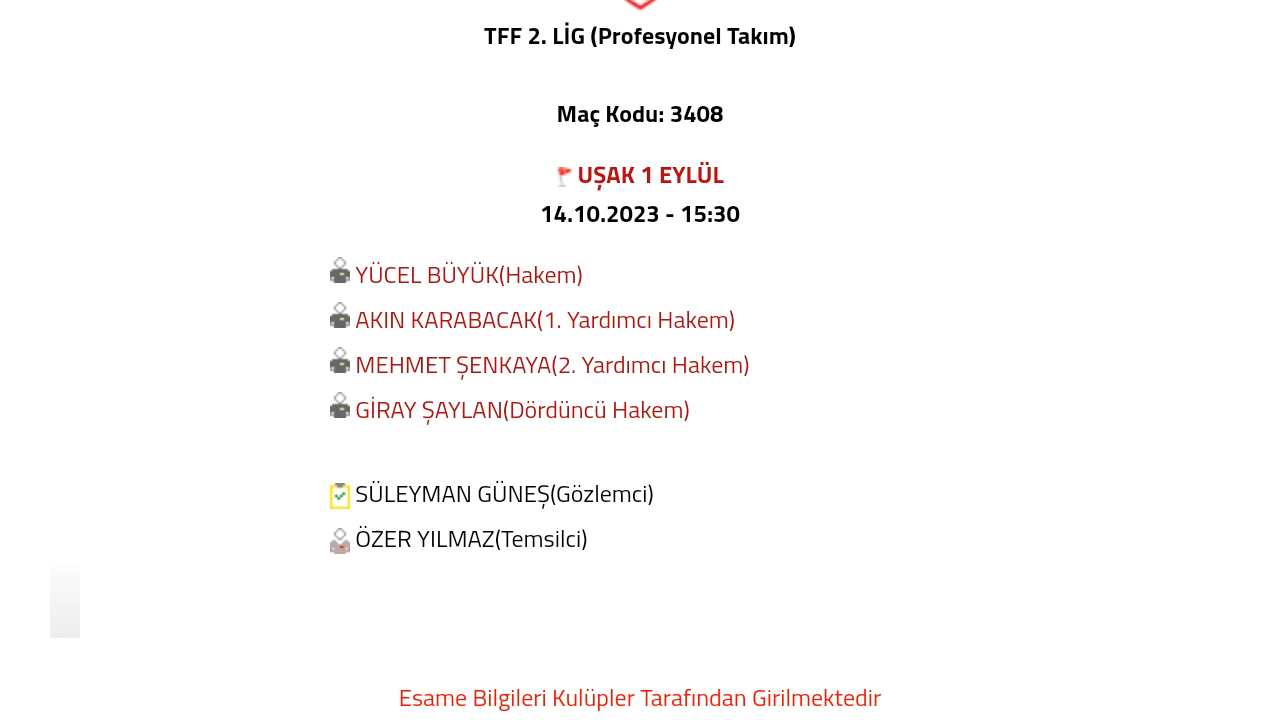 TFF 2. LİG (Profesyonel Takım)
Maç Kodu: 3408
UŞAK 1 EYLÜL
14.10.2023 - 15:30
YÜCEL BÜYÜK(Hakem)
AKIN KARABACAK(1. Yardımcı Hakem)
MEHMET ŞENKAYA(2. Yardımcı Hakem)
GİRAY ŞAYLAN(Dördüncü Hakem)
SÜLEYMAN GÜNEŞ(Gözlemci)
ÖZER YILMAZ(Temsilci)
Esame Bilgileri Kulüpler Tarafından Girilmektedir